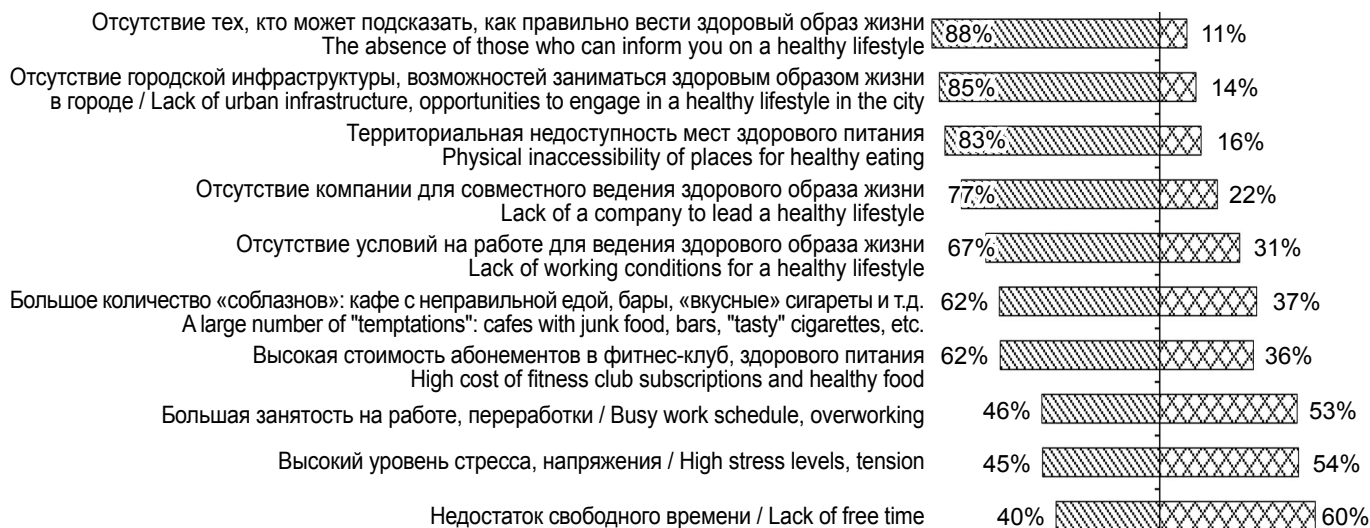 Отсутствие тех, кто может подсказать, как правильно вести здоровый образ жизни
The absence of those who can inform you on a healthy lifestyle
88% 11%
Отсутствие городской инфраструктуры, возможностей заниматься здоровым образом жизни
в городе / Lack of urban infrastructure, opportunities to engage in a healthy lifestyle in the city
85% 14%
Территориальная недоступность мест здорового питания
Physical inaccessibility of places for healthy eating
83% 16%
Отсутствие компании для совместного ведения здорового образа жизни
Lack of a company to lead a healthy lifestyle
77% 22%
Отсутствие условий на работе для ведения здорового образа жизни
Lack of working conditions for a healthy lifestyle
67% 31%
Большое количество «соблазнов»: кафе с неправильной едой, бары, «вкусные» сигареты и т.д.
A large number of "temptations": cafes with junk food, bars, "tasty" cigarettes, etc.
62% 37%
Высокая стоимость абонементов в фитнес-клуб, здорового питания
High cost of fitness club subscriptions and healthy food
62% 36%
Большая занятость на работе, переработки / Busy work schedule, overworking
46% 53%
Высокий уровень стресса, напряжения / High stress levels, tension
45% 54%
Недостаток свободного времени / Lack of free time
40% 60%